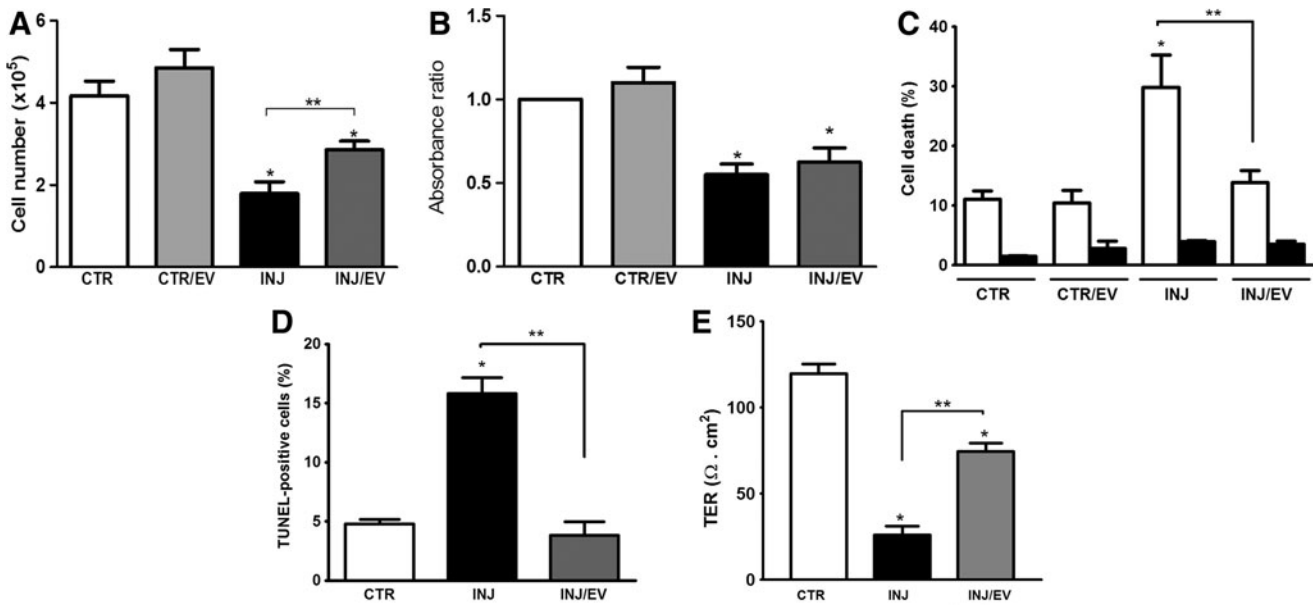 A
Cell number (x10⁵)
6
4
2
0
**
*
*
CTR
CTR/EV
INJ
INJ/EV
B
Absorbance ratio
1.5
1.0
0.5
0.0
*
*
CTR
CTR/EV
INJ
INJ/EV
C
Cell death (%)
40
30
20
10
0
**
*
CTR
CTR/EV
INJ
INJ/EV
D
TUNEL-positive cells (%)
20
15
10
5
0
**
*
CTR
INJ
INJ/EV
E
TER (Ω . cm²)
150
100
50
0
**
*
*
CTR
INJ
INJ/EV